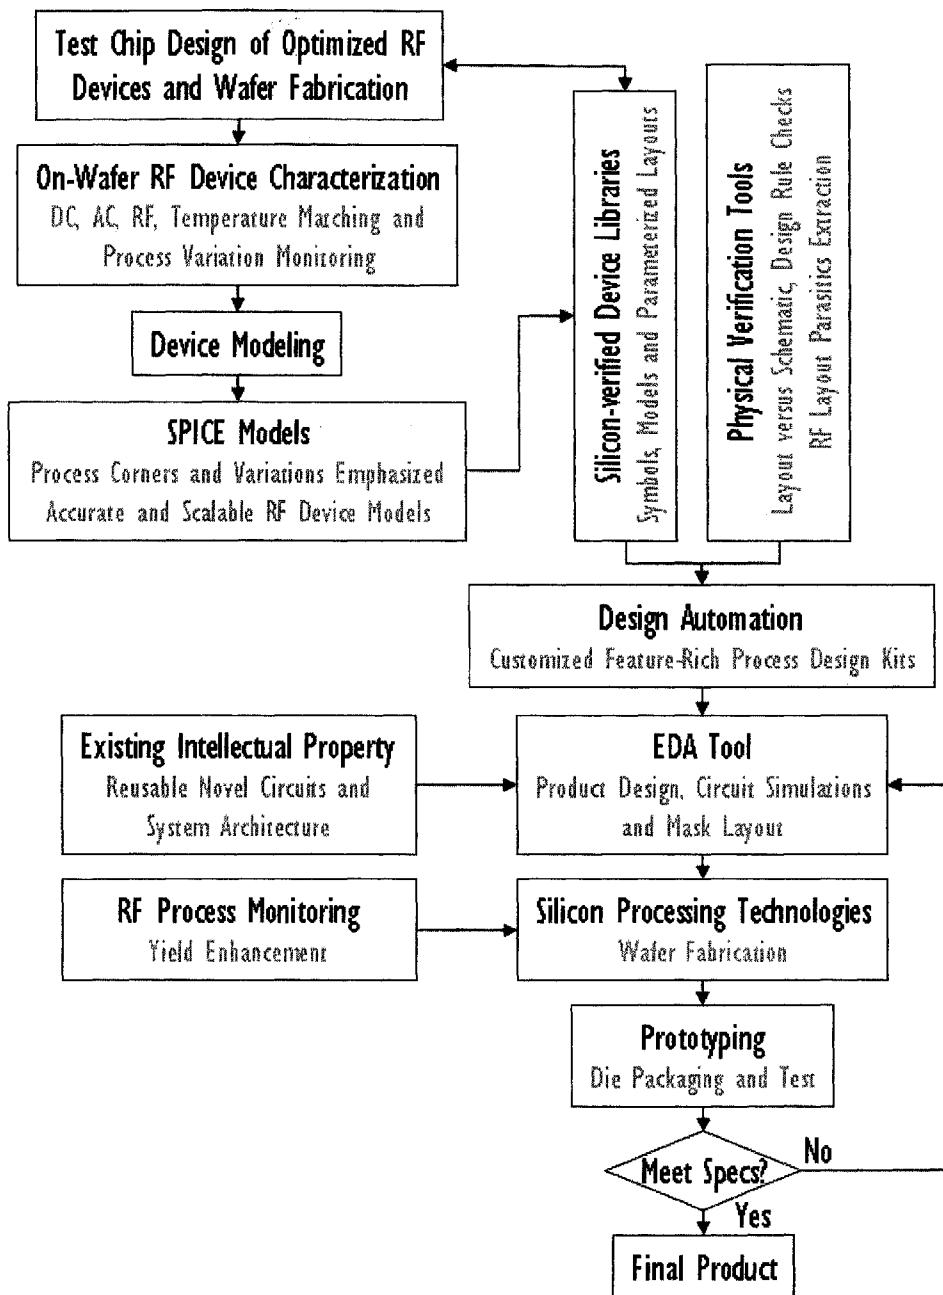 Test Chip Design of Optimized RF
Devices and Wafer Fabrication
On-Wafer RF Device Characterization
DC, AC, RF, Temperature Matching and
Process Variation Monitoring
Device Modeling
SPICE Models
Process Corners and Variations Emphasized
Accurate and Scalable RF Device Models
Silicon-verified Device Libraries
Symbols, Models and Parameterized Layouts
Physical Verification Tools
Layout versus Schematic, Design Rule Checks
RF Layout Parasitics Extraction
Design Automation
Customized Feature-Rich Process Design Kits
Existing Intellectual Property
Reusable Novel Circuits and
System Architecture
EDA Tool
Product Design, Circuit Simulations
and Mask Layout
RF Process Monitoring
Yield Enhancement
Silicon Processing Technologies
Wafer Fabrication
Prototyping
Die Packaging and Test
Meet Specs?
No
Yes
Final Product